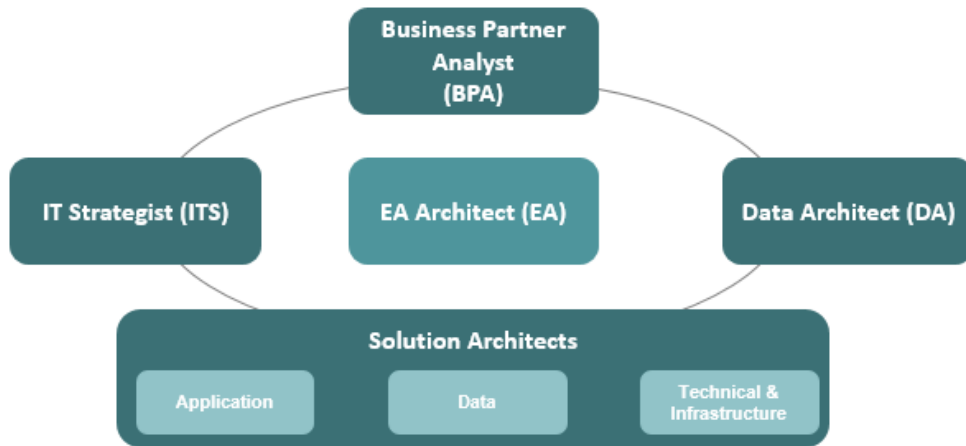 Business Partner
Analyst
(BPA)
IT Strategist (ITS)
EA Architect (EA)
Data Architect (DA)
Solution Architects
Application
Data
Technical &
Infrastructure